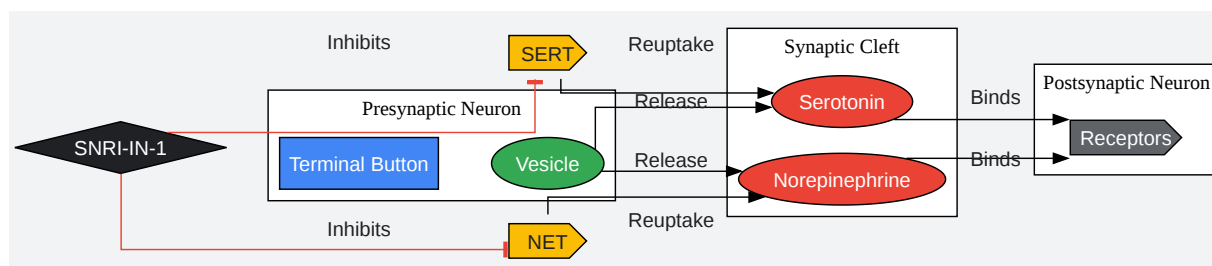 Inhibits
SERT
Reuptake
Synaptic Cleft
Serotonin
Release
Binds
Postsynaptic Neuron
Receptors
Presynaptic Neuron
SNRI-IN-1
Terminal Button
Vesicle
Release
Norepinephrine
Binds
Inhibits
NET
Reuptake